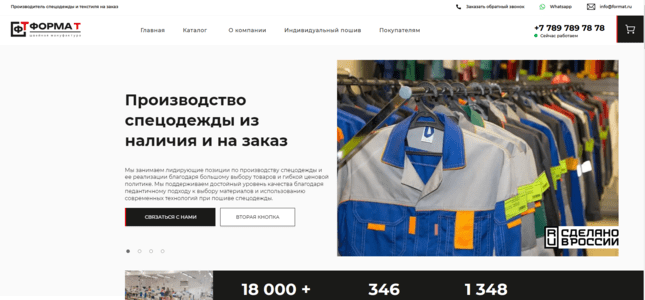 Производитель спецодежды и текстиля на заказ
Заказать обратный звонок
Whatsapp
info@format.ru
ФТ ФОРМАТ
швейная мануфактура
Главная
Каталог
О компании
Индивидуальный пошив
Покупателям
+7 789 789 78 78
Сейчас работаем
Производство
спецодежды из
наличия и на заказ
Мы занимаем лидирующие позиции по производству спецодежды и
ее реализации благодаря большому выбору товаров и гибкой ценовой
политике. Мы поддерживаем достойный уровень качества благодаря
педантичному подходу к выбору материалов и использованию
современных технологий при пошиве спецодежды.
СВЯЗАТЬСЯ С НАМИ
ВТОРАЯ КНОПКА
RU СДЕЛАНО
В РОССИИ
18 000 +
346
1 348